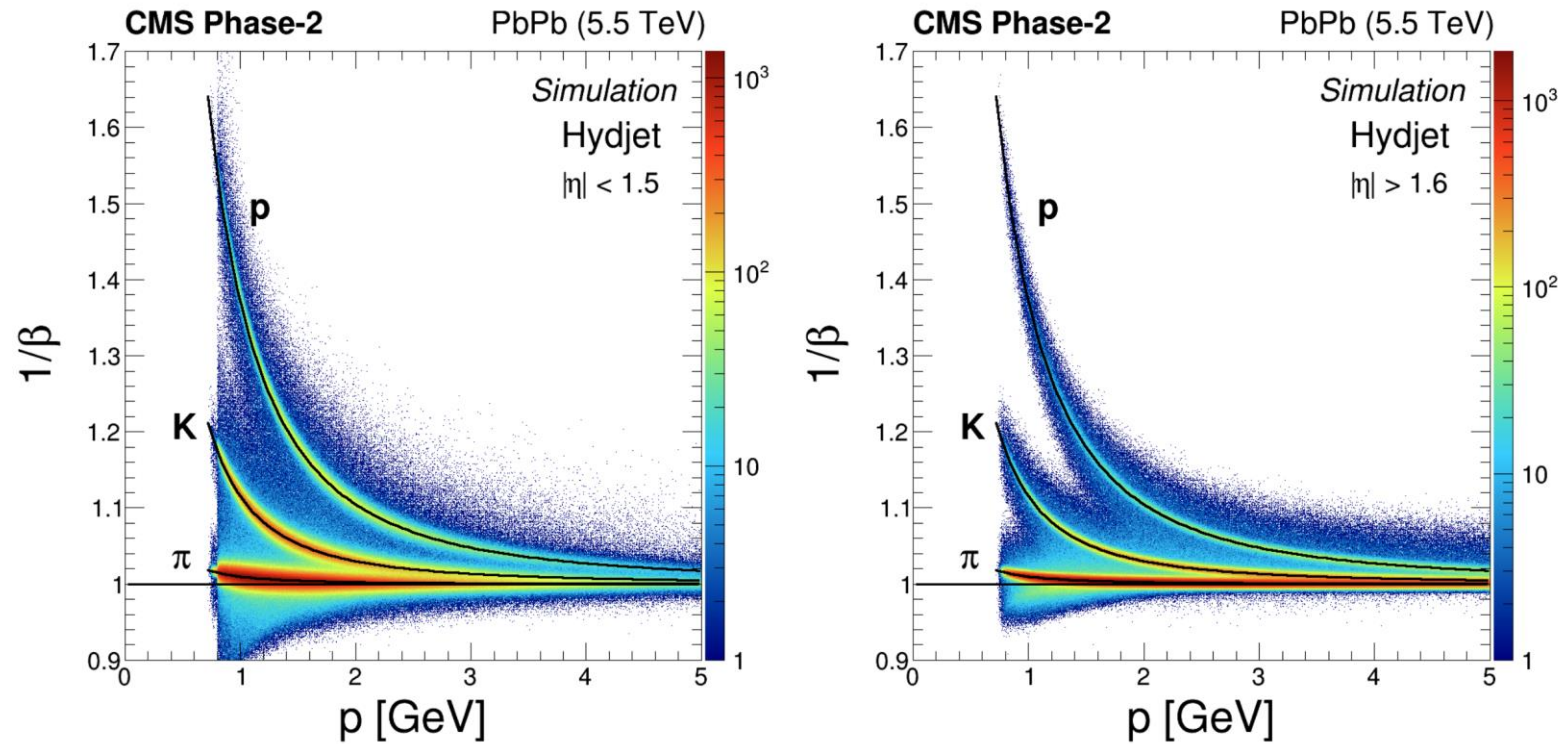 CMS Phase-2 PbPb (5.5 TeV)
Simulation
Hydjet
|η| < 1.5
p
K
π
1/β
1.7
1.6
1.5
1.4
1.3
1.2
1.1
1
0.9
0 1 2 3 4 5
p [GeV]
10³
10²
10
1
CMS Phase-2 PbPb (5.5 TeV)
Simulation
Hydjet
|η| > 1.6
p
K
π
1/β
1.7
1.6
1.5
1.4
1.3
1.2
1.1
1
0.9
0 1 2 3 4 5
p [GeV]
10³
10²
10
1